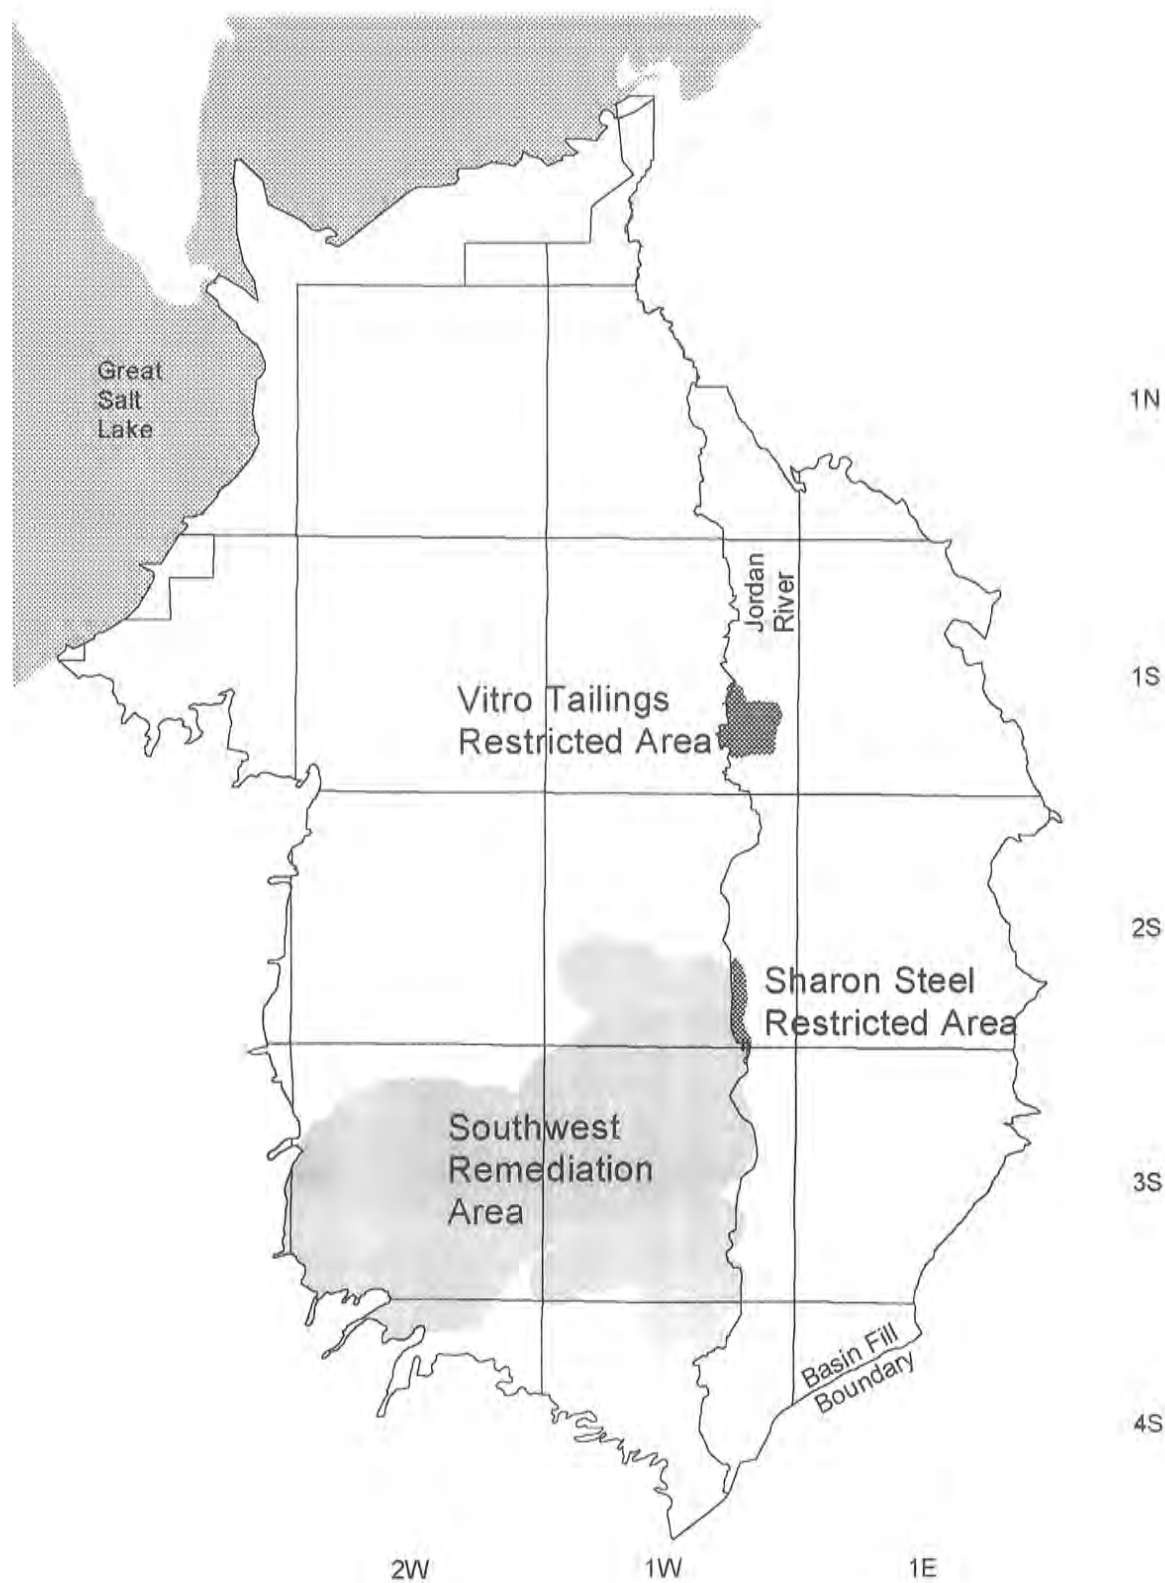 Great
Salt
Lake
1N
Jordan
River
1S
Vitro Tailings
Restricted Area
2S
Sharon Steel
Restricted Area
Southwest
Remediation
Area
3S
Basin Fill
Boundary
4S
2W
1W
1E